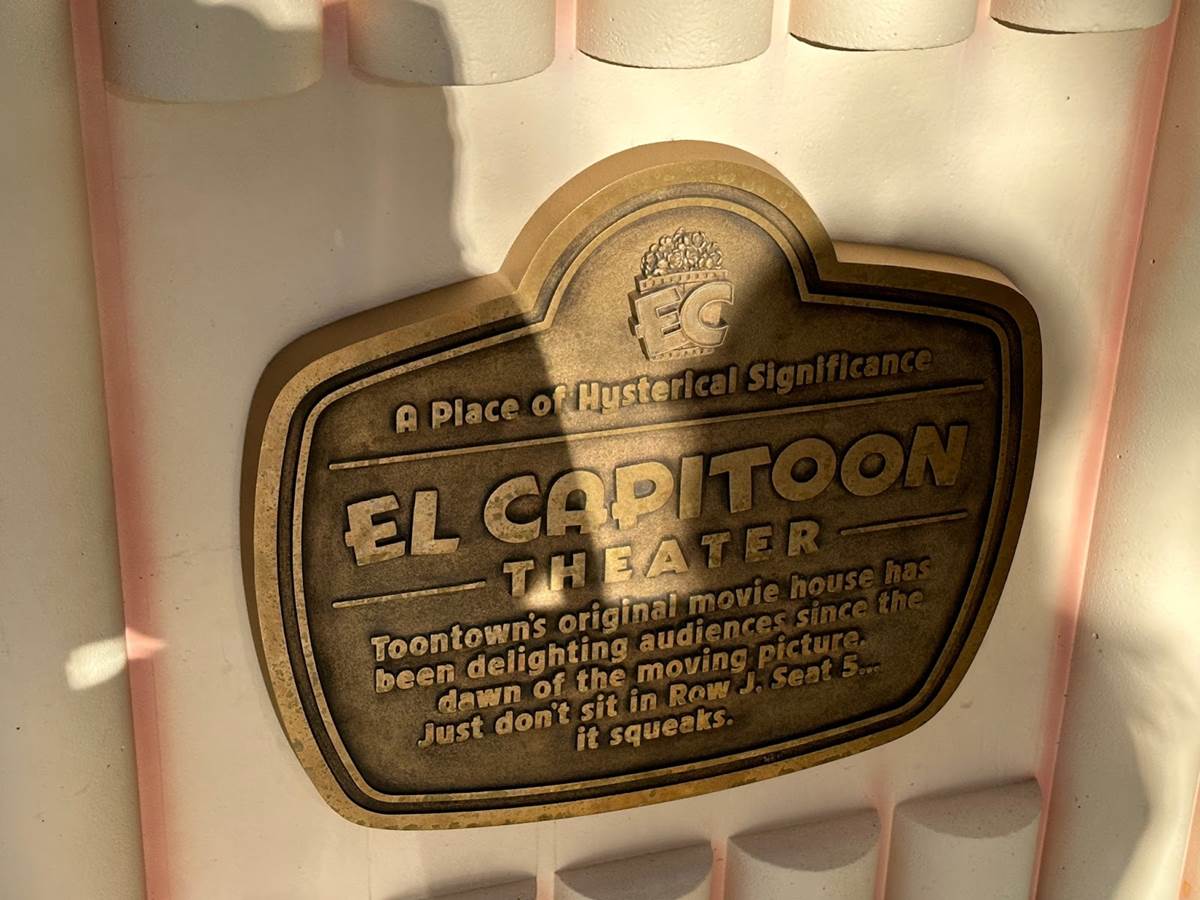 EC
A Place of Hysterical Significance
EL CAPITOON
THEATER
Toontown's original movie house has
been delighting audiences since the
dawn of the moving picture.
Just don't sit in Row J, Seat 5...
it squeaks.